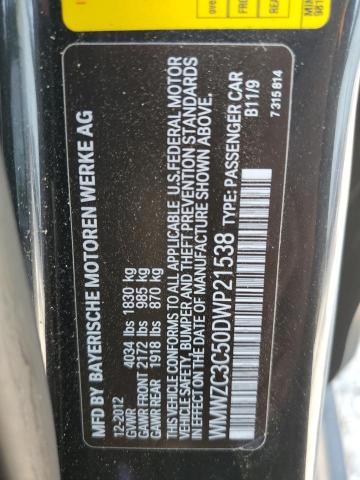 MFD BY BAYERISCHE MOTOREN WERKE AG
12-2012
GVWR 4034 lbs 1830 kg
GAWR FRONT 2172 lbs 985 kg
GAWR REAR 1918 lbs 870 kg
THIS VEHICLE CONFORMS TO ALL APPLICABLE U.S.FEDERAL MOTOR
VEHICLE SAFETY, BUMPER AND THEFT PREVENTION STANDARDS
IN EFFECT ON THE DATE OF MANUFACTURE SHOWN ABOVE.
WMWZC3C50DWP21538 TYPE: PASSENGER CAR
B11/9
7 315 814